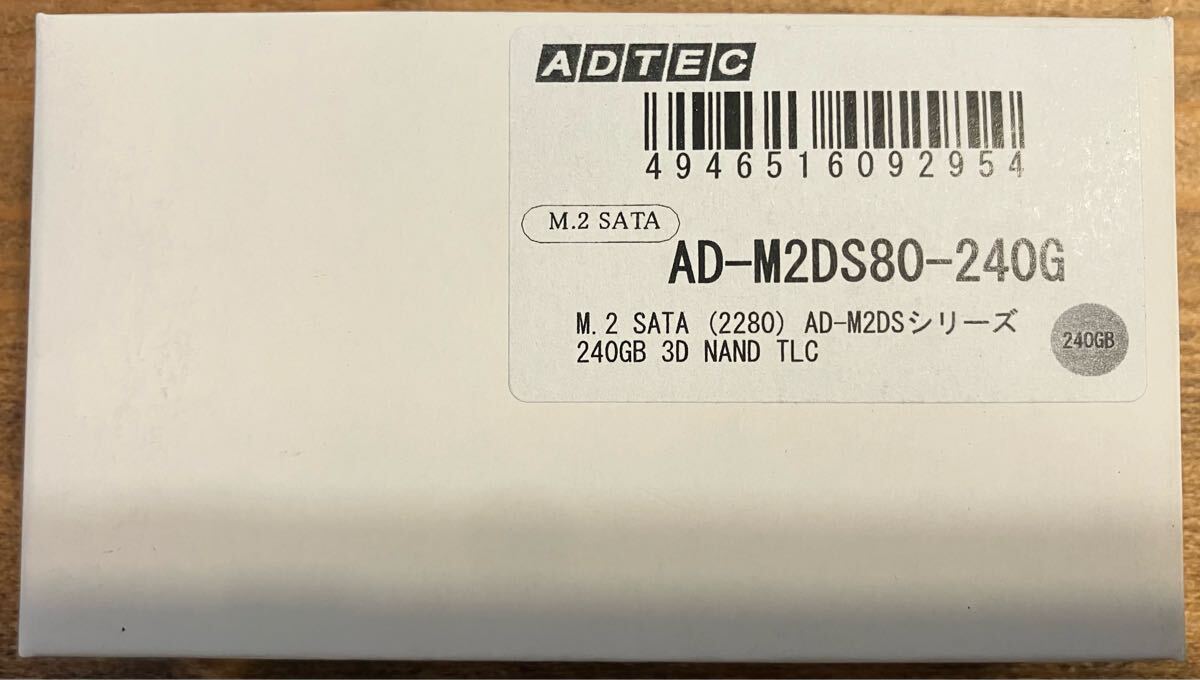 ADTEC
4946516092954
M.2 SATA
AD-M2DS80-240G
M.2 SATA (2280) AD-M2DSシリーズ
240GB 3D NAND TLC
240GB